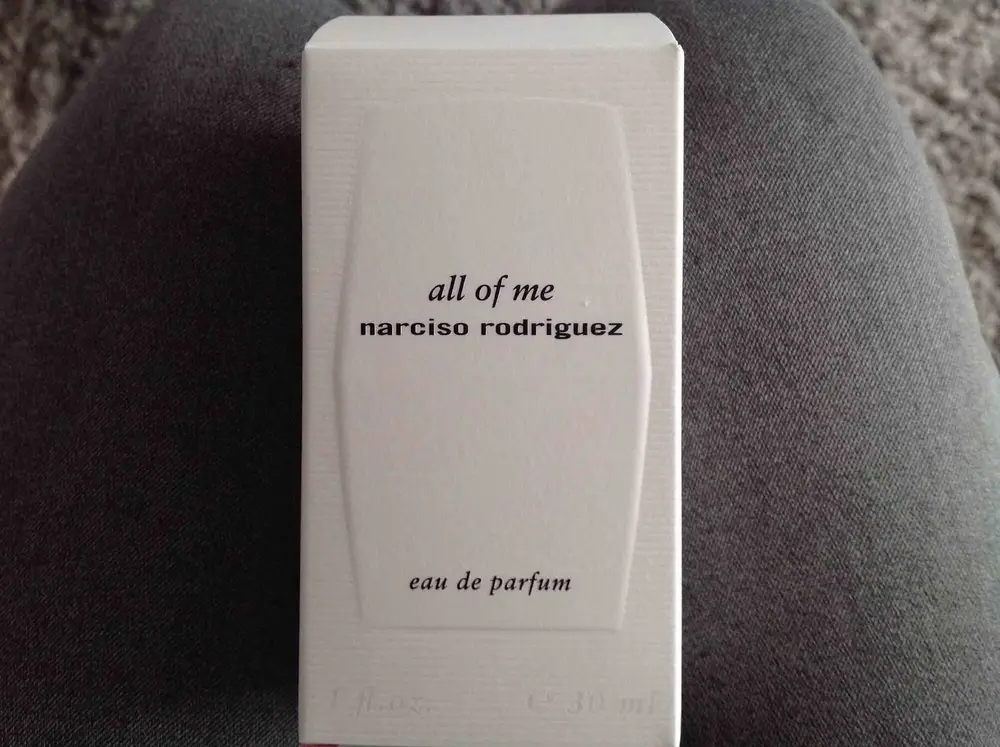 all of me
narciso rodriguez
eau de parfum
1 fl.oz. ℮ 30 ml